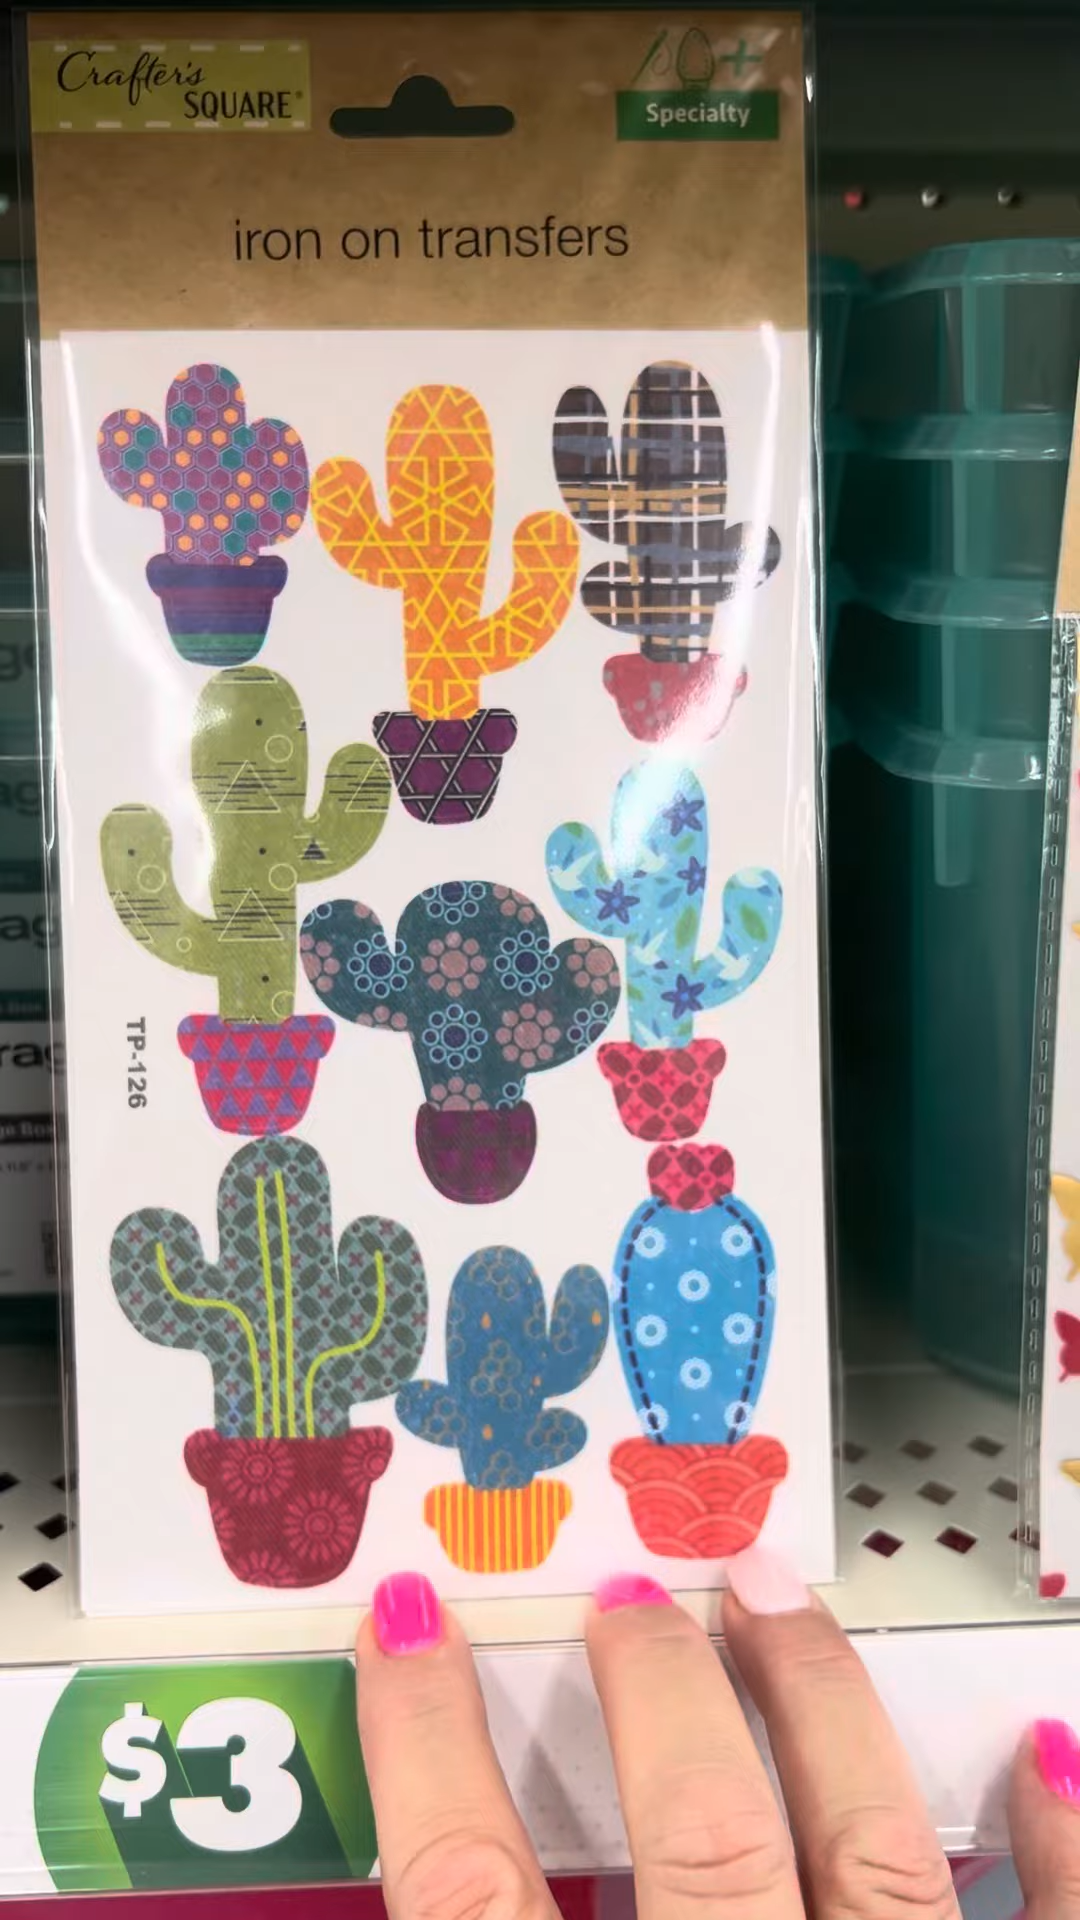 Crafter's
SQUARE®
Specialty
iron on transfers
TP-126
$3